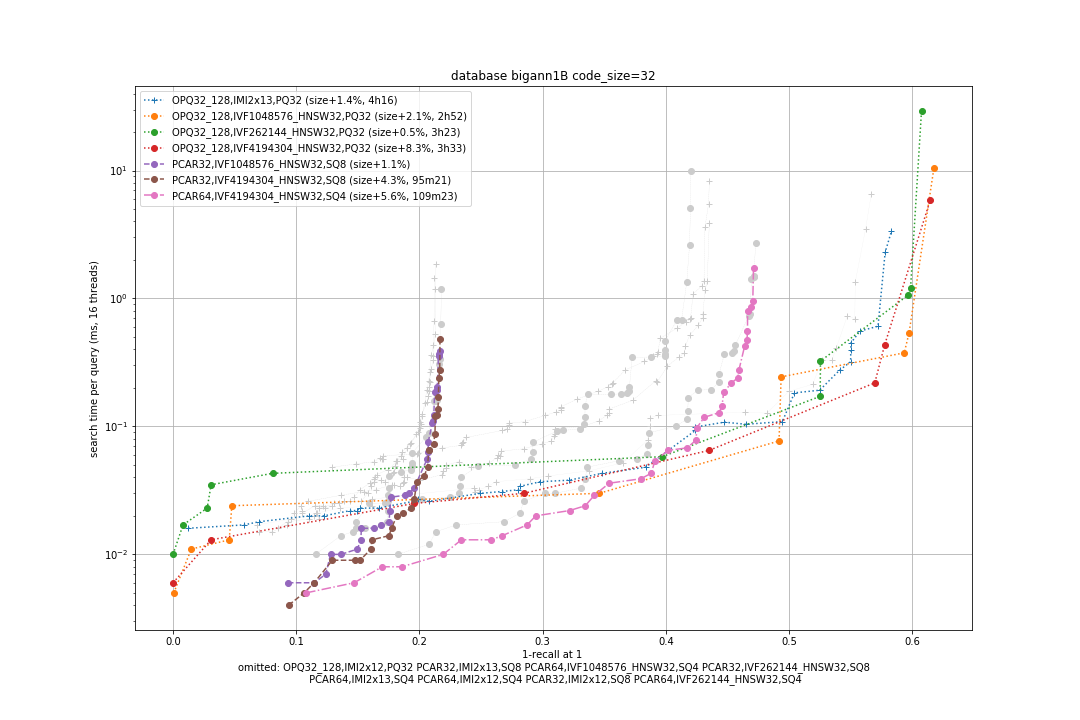 database bigann1B code_size=32
OPQ32_128,IMI2x13,PQ32 (size+1.4%, 4h16)
OPQ32_128,IVF1048576_HNSW32,PQ32 (size+2.1%, 2h52)
OPQ32_128,IVF262144_HNSW32,PQ32 (size+0.5%, 3h23)
OPQ32_128,IVF4194304_HNSW32,PQ32 (size+8.3%, 3h33)
PCAR32,IVF1048576_HNSW32,SQ8 (size+1.1%)
PCAR32,IVF4194304_HNSW32,SQ8 (size+4.3%, 95m21)
PCAR64,IVF4194304_HNSW32,SQ4 (size+5.6%, 109m23)
search time per query (ms, 16 threads)
10¹
10⁰
10⁻¹
10⁻²
0.0 0.1 0.2 0.3 0.4 0.5 0.6
1-recall at 1
omitted: OPQ32_128,IMI2x12,PQ32 PCAR32,IMI2x13,SQ8 PCAR64,IVF1048576_HNSW32,SQ4 PCAR32,IVF262144_HNSW32,SQ8
PCAR64,IMI2x13,SQ4 PCAR64,IMI2x12,SQ4 PCAR32,IMI2x12,SQ8 PCAR64,IVF262144_HNSW32,SQ4